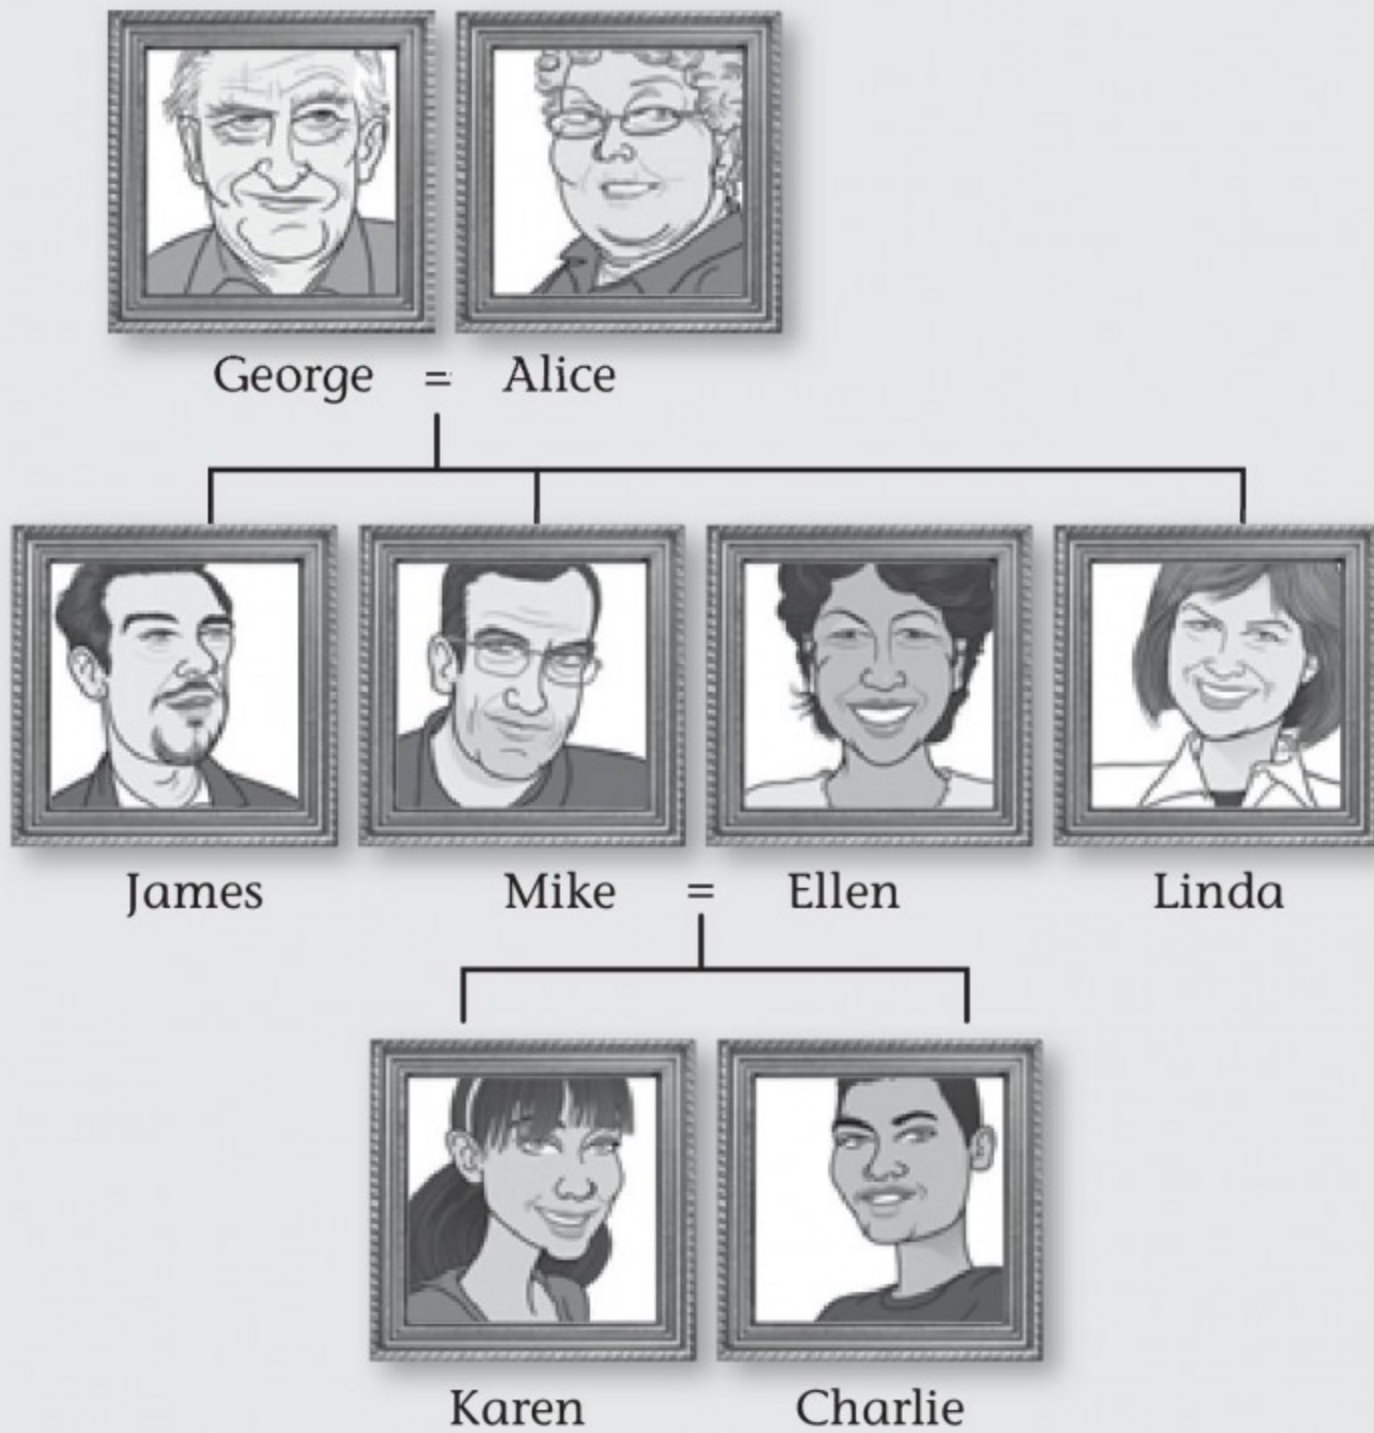 George = Alice
James Mike = Ellen Linda
Karen Charlie